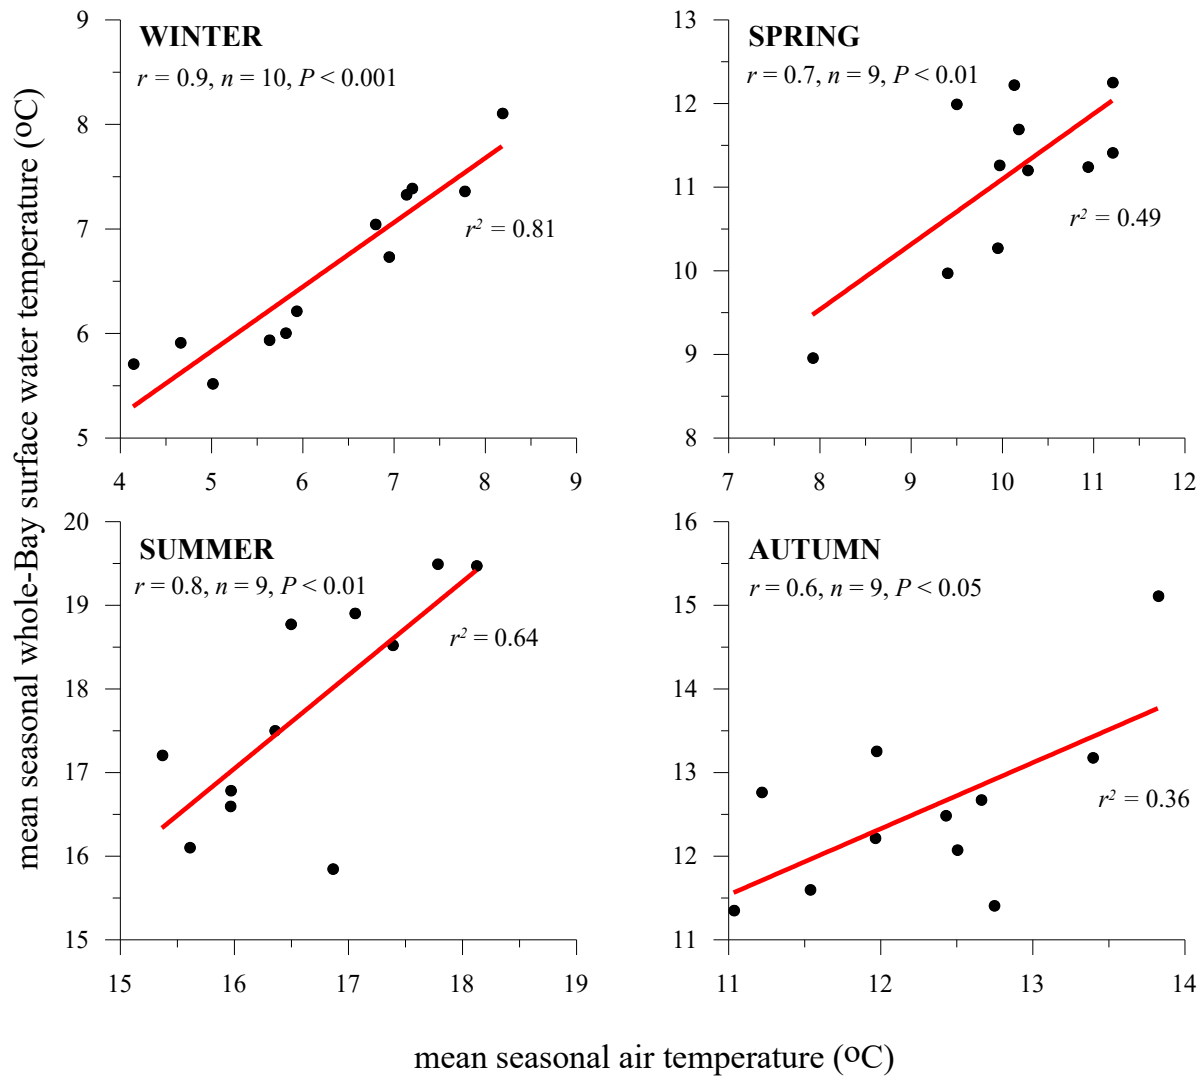 mean seasonal whole-Bay surface water temperature (oC)
WINTER
r = 0.9, n = 10, P < 0.001
r2 = 0.81
9
8
7
6
5
4 5 6 7 8 9
SPRING
r = 0.7, n = 9, P < 0.01
r2 = 0.49
13
12
11
10
9
8
7 8 9 10 11 12
SUMMER
r = 0.8, n = 9, P < 0.01
r2 = 0.64
20
19
18
17
16
15
15 16 17 18 19
AUTUMN
r = 0.6, n = 9, P < 0.05
r2 = 0.36
16
15
14
13
12
11
11 12 13 14
mean seasonal air temperature (oC)